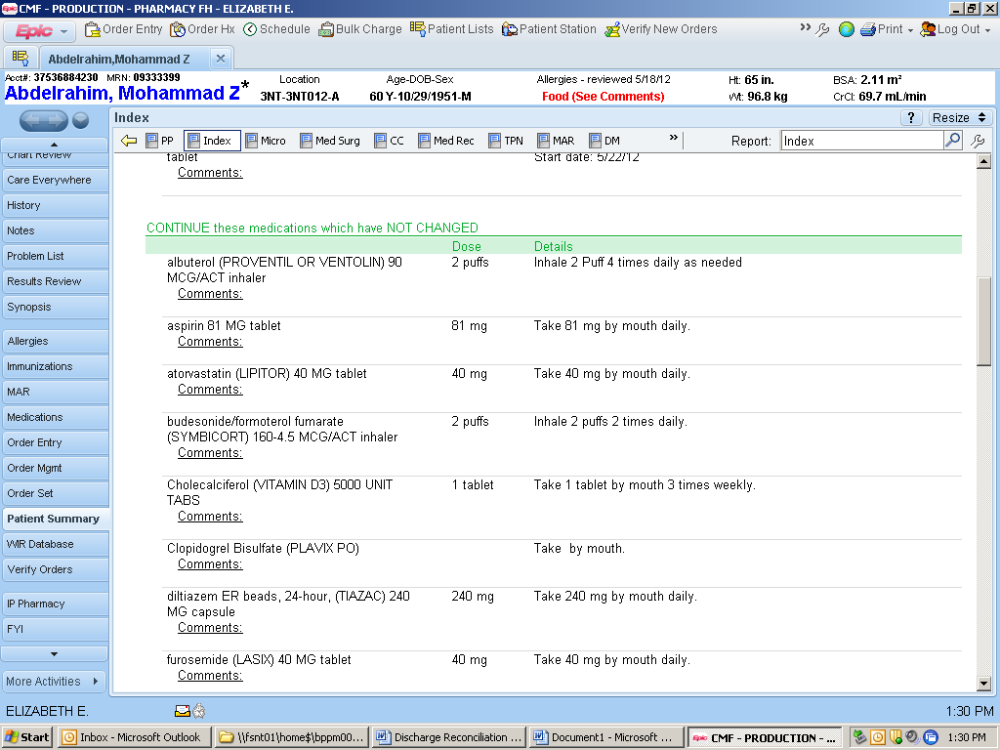 CMF - PRODUCTION - PHARMACY FH - ELIZABETH E.
Epic Order Entry Order Hx Schedule Bulk Charge Patient Lists Patient Station Verify New Orders » Print Log Out
Abdelrahim,Mohammad Z
Acct#: 37536884230 MRN: 09333399
Abdelrahim, Mohammad Z*
Location
3NT-3NT012-A
Age-DOB-Sex
60 Y-10/29/1951-M
Allergies - reviewed 5/18/12
Food (See Comments)
Ht: 65 in.
Wt: 96.8 kg
BSA: 2.11 m²
CrCl: 69.7 mL/min
Index ? Resize
PP Index Micro Med Surg CC Med Rec TPN MAR DM » Report: Index
Chart Review
Care Everywhere
History
Notes
Problem List
Results Review
Synopsis
Allergies
Immunizations
MAR
Medications
Order Entry
Order Mgmt
Order Set
Patient Summary
WIR Database
Verify Orders
IP Pharmacy
FYI
More Activities
tablet Start date: 5/22/12
Comments:
CONTINUE these medications which have NOT CHANGED
Dose Details
albuterol (PROVENTIL OR VENTOLIN) 90 2 puffs Inhale 2 Puff 4 times daily as needed
MCG/ACT inhaler
Comments:
aspirin 81 MG tablet 81 mg Take 81 mg by mouth daily.
Comments:
atorvastatin (LIPITOR) 40 MG tablet 40 mg Take 40 mg by mouth daily.
Comments:
budesonide/formoterol fumarate 2 puffs Inhale 2 puffs 2 times daily.
(SYMBICORT) 160-4.5 MCG/ACT inhaler
Comments:
Cholecalciferol (VITAMIN D3) 5000 UNIT 1 tablet Take 1 tablet by mouth 3 times weekly.
TABS
Comments:
Clopidogrel Bisulfate (PLAVIX PO) Take by mouth.
Comments:
diltiazem ER beads, 24-hour, (TIAZAC) 240 240 mg Take 240 mg by mouth daily.
MG capsule
Comments:
furosemide (LASIX) 40 MG tablet 40 mg Take 40 mg by mouth daily.
Comments:
ELIZABETH E. 1:30 PM
Start Inbox - Microsoft Outlook \\fsnt01\home$\bppm00... Discharge Reconciliation ... Document1 - Microsoft ... CMF - PRODUCTION - ... 1:30 PM